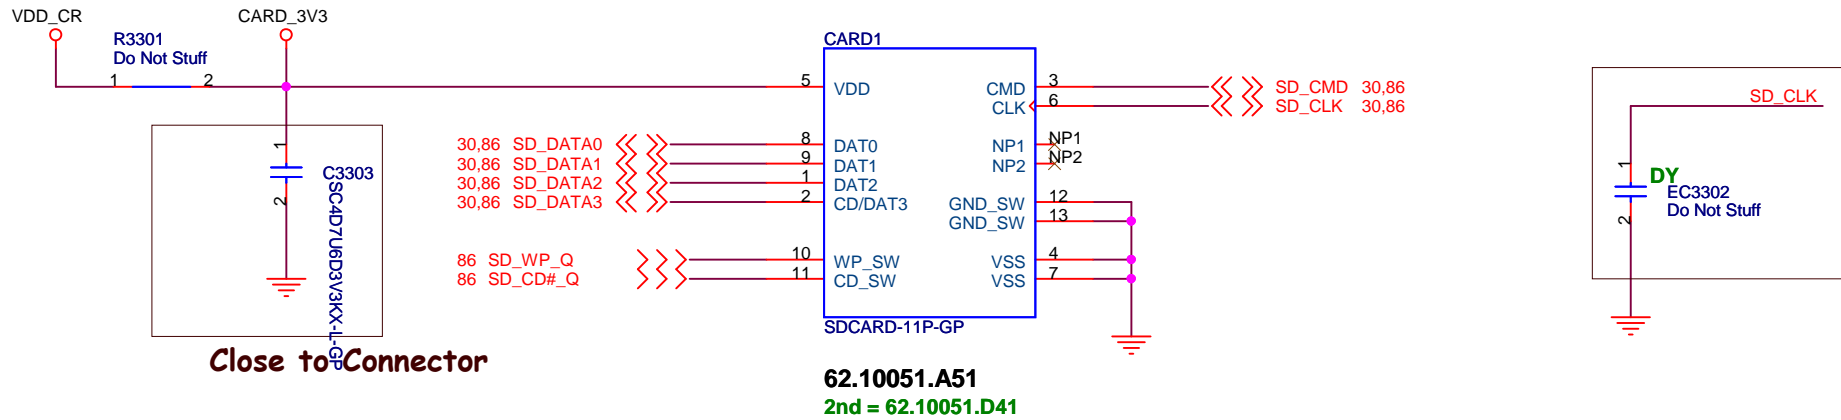 VDD_CR
CARD_3V3
R3301
Do Not Stuff
1 2
C3303
SC4D7U6D3V3KX-L-GP
1
2
Close to Connector
CARD1
5 VDD
30,86 SD_DATA0 8 DAT0
30,86 SD_DATA1 9 DAT1
30,86 SD_DATA2 1 DAT2
30,86 SD_DATA3 2 CD/DAT3
86 SD_WP_Q 10 WP_SW
86 SD_CD#_Q 11 CD_SW
CMD 3 SD_CMD 30,86
CLK 6 SD_CLK 30,86
NP1 NP1
NP2 NP2
GND_SW 12
GND_SW 13
VSS 4
VSS 7
SDCARD-11P-GP
62.10051.A51
2nd = 62.10051.D41
SD_CLK
1
DY
EC3302
Do Not Stuff
2